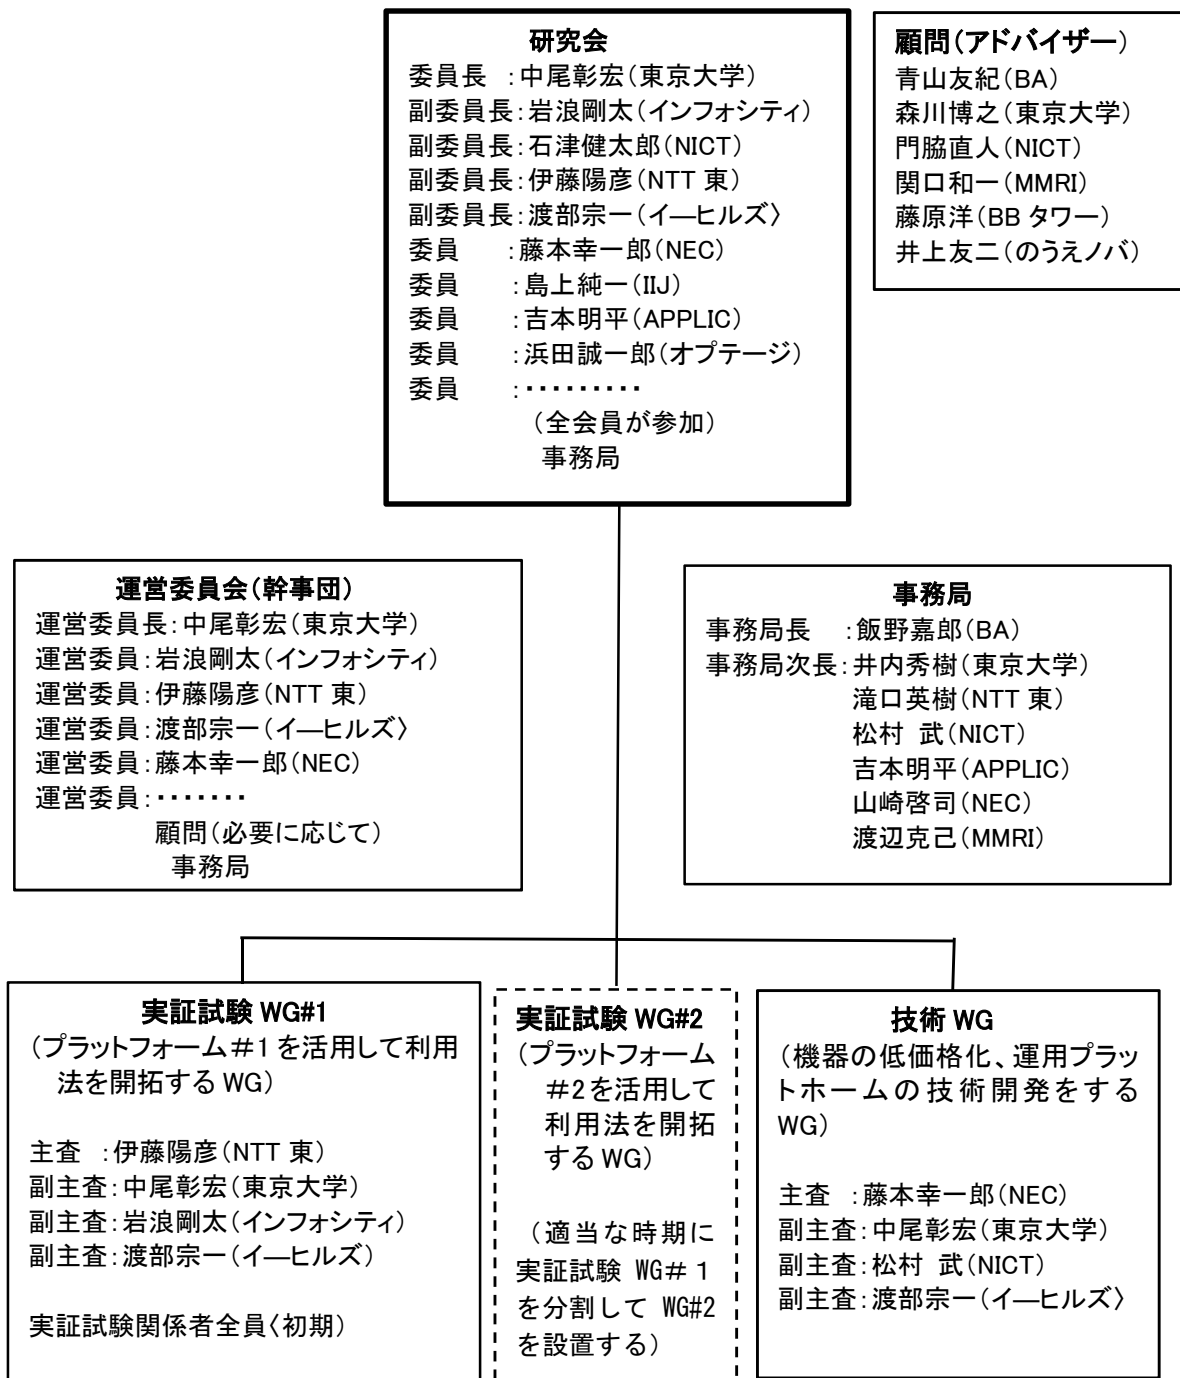 研究会
委員長　:中尾彰宏(東京大学)
副委員長:岩浪剛太(インフォシティ)
副委員長:石津健太郎(NICT)
副委員長:伊藤陽彦(NTT 東)
副委員長:渡部宗一(イ―ヒルズ〉
委員　　:藤本幸一郎(NEC)
委員　　:島上純一(IIJ)
委員　　:吉本明平(APPLIC)
委員　　:浜田誠一郎(オプテージ)
委員　　:・・・・・・・・・
(全会員が参加)
事務局
顧問(アドバイザー)
青山友紀(BA)
森川博之(東京大学)
門脇直人(NICT)
関口和一(MMRI)
藤原洋(BB タワー)
井上友二(のうえノバ)
運営委員会(幹事団)
運営委員長:中尾彰宏(東京大学)
運営委員:岩浪剛太(インフォシティ)
運営委員:伊藤陽彦(NTT 東)
運営委員:渡部宗一(イ―ヒルズ〉
運営委員:藤本幸一郎(NEC)
運営委員:・・・・・・・
顧問(必要に応じて)
事務局
事務局
事務局長　:飯野嘉郎(BA)
事務局次長:井内秀樹(東京大学)
滝口英樹(NTT 東)
松村 武(NICT)
吉本明平(APPLIC)
山崎啓司(NEC)
渡辺克己(MMRI)
実証試験 WG#1
(プラットフォーム#1 を活用して利用
法を開拓する WG)
主査　:伊藤陽彦(NTT 東)
副主査:中尾彰宏(東京大学)
副主査:岩浪剛太(インフォシティ)
副主査:渡部宗一(イ―ヒルズ)
実証試験関係者全員〈初期)
実証試験 WG#2
(プラットフォーム
#2 を活用して
利用法を開拓
する WG)
(適当な時期に
実証試験 WG#1
を分割して WG#2
を設置する)
技術 WG
(機器の低価格化、運用プラッ
トホームの技術開発をする
WG)
主査　:藤本幸一郎(NEC)
副主査:中尾彰宏(東京大学)
副主査:松村 武(NICT)
副主査:渡部宗一(イ―ヒルズ〉